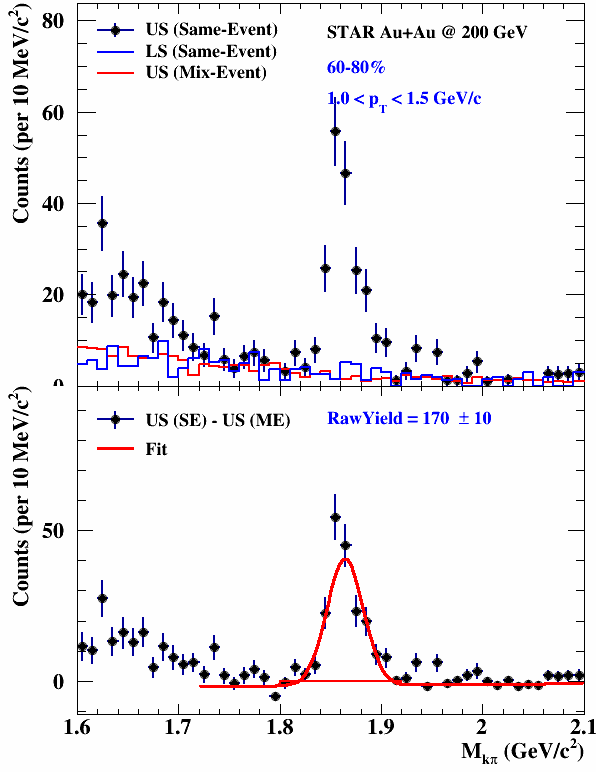 US (Same-Event)
LS (Same-Event)
US (Mix-Event)
STAR Au+Au @ 200 GeV
60-80%
1.0 < p_T < 1.5 GeV/c
Counts (per 10 MeV/c²)
80
60
40
20
0
US (SE) - US (ME)
Fit
RawYield = 170 ± 10
Counts (per 10 MeV/c²)
50
0
1.6 1.7 1.8 1.9 2 2.1
M_kπ (GeV/c²)